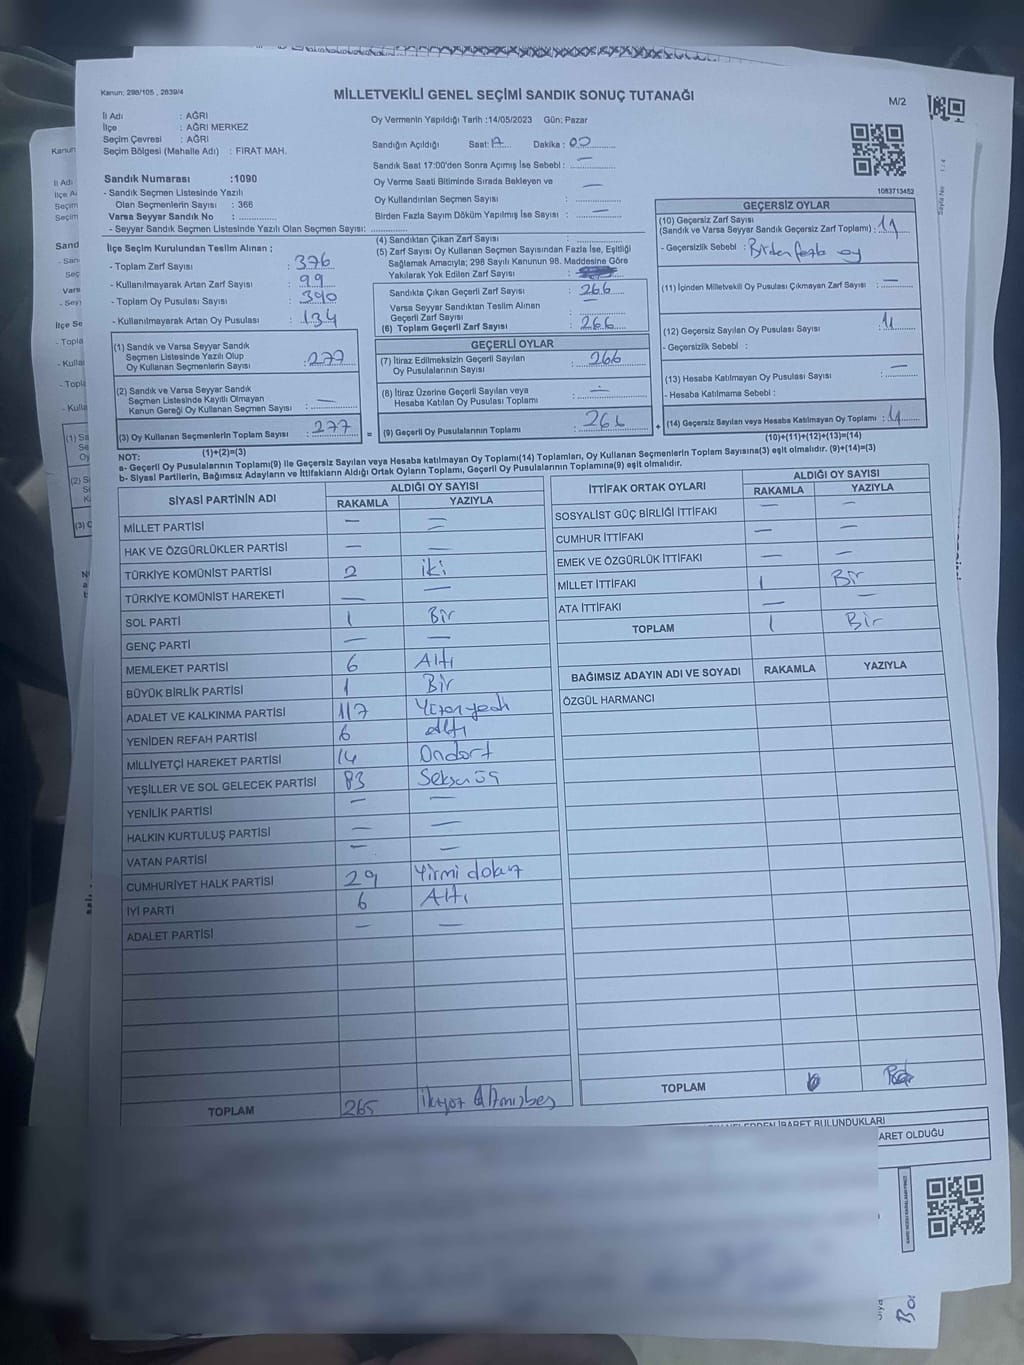 Kanun: 298/105 , 2839/4
MİLLETVEKİLİ GENEL SEÇİMİ SANDIK SONUÇ TUTANAĞI
M/2
İl Adı : AĞRI
İlçe : AĞRI MERKEZ
Seçim Çevresi : AĞRI
Seçim Bölgesi (Mahalle Adı) : FIRAT MAH.
Oy Vermenin Yapıldığı Tarih :14/05/2023 Gün: Pazar
Sandığın Açıldığı Saat: 17 Dakika : 00
Sandık Saat 17:00'den Sonra Açımış İse Sebebi : —
Oy Verme Saati Bitiminde Sırada Bekleyen ve
Oy Kullandırılan Seçmen Sayısı : —
Birden Fazla Sayım Döküm Yapılmış İse Sayısı : —
1083713452
Sayfa No 1 / 4
Sandık Numarası :1090
- Sandık Seçmen Listesinde Yazılı
Olan Seçmenlerin Sayısı : 366
Varsa Seyyar Sandık No :
- Seyyar Sandık Seçmen Listesinde Yazılı Olan Seçmen Sayısı:
İlçe Seçim Kurulundan Teslim Alınan ;
- Toplam Zarf Sayısı : 376
- Kullanılmayarak Artan Zarf Sayısı : 99
- Toplam Oy Pusulası Sayısı : 390
- Kullanılmayarak Artan Oy Pusulası : 134
(1) Sandık ve Varsa Seyyar Sandık
Seçmen Listesinde Yazılı Olup
Oy Kullanan Seçmenlerin Sayısı : 277
(2) Sandık ve Varsa Seyyar Sandık
Seçmen Listesinde Kayıtlı Olmayan
Kanun Gereği Oy Kullanan Seçmen Sayısı : —
(3) Oy Kullanan Seçmenlerin Toplam Sayısı : 277
(1)+(2)=(3)
(4) Sandıktan Çıkan Zarf Sayısı :
(5) Zarf Sayısı Oy Kullanan Seçmen Sayısından Fazla İse, Eşitliği
Sağlamak Amacıyla; 298 Sayılı Kanunun 98. Maddesine Göre
Yakılarak Yok Edilen Zarf Sayısı :
Sandıkta Çıkan Geçerli Zarf Sayısı : 266
Varsa Seyyar Sandıktan Teslim Alınan
Geçerli Zarf Sayısı : —
(6) Toplam Geçerli Zarf Sayısı : 266
GEÇERLİ OYLAR
(7) İtiraz Edilmeksizin Geçerli Sayılan
Oy Pusulalarının Sayısı : 266
(8) İtiraz Üzerine Geçerli Sayılan veya
Hesaba Katılan Oy Pusulası Toplamı : —
= (9) Geçerli Oy Pusulalarının Toplamı : 266 +
GEÇERSİZ OYLAR
(10) Geçersiz Zarf Sayısı
(Sandık ve Varsa Seyyar Sandık Geçersiz Zarf Toplamı) : 11
- Geçersizlik Sebebi : Birden fazla oy
(11) İçinden Milletvekili Oy Pusulası Çıkmayan Zarf Sayısı : —
(12) Geçersiz Sayılan Oy Pusulası Sayısı : 11
- Geçersizlik Sebebi :
(13) Hesaba Katılmayan Oy Pusulası Sayısı : —
- Hesaba Katılmama Sebebi :
(14) Geçersiz Sayılan veya Hesaba Katılmayan Oy Toplamı : 11
(10)+(11)+(12)+(13)=(14)
NOT:
a- Geçerli Oy Pusulalarının Toplamı(9) ile Geçersiz Sayılan veya Hesaba katılmayan Oy Toplamı(14) Toplamları, Oy Kullanan Seçmenlerin Toplam Sayısına(3) eşit olmalıdır. (9)+(14)=(3)
b- Siyasi Partilerin, Bağımsız Adayların ve İttifakların Aldığı Ortak Oyların Toplamı, Geçerli Oy Pusulalarının Toplamına(9) eşit olmalıdır.
SİYASİ PARTİNİN ADI ALDIĞI OY SAYISI
RAKAMLA YAZIYLA
MİLLET PARTİSİ — —
HAK VE ÖZGÜRLÜKLER PARTİSİ — —
TÜRKİYE KOMÜNİST PARTİSİ 2 iki
TÜRKİYE KOMÜNİST HAREKETİ — —
SOL PARTİ 1 Bir
GENÇ PARTİ — —
MEMLEKET PARTİSİ 6 Altı
BÜYÜK BİRLİK PARTİSİ 1 Bir
ADALET VE KALKINMA PARTİSİ 117
YENİDEN REFAH PARTİSİ 6 Altı
MİLLİYETÇİ HAREKET PARTİSİ 14 Ondört
YEŞİLLER VE SOL GELECEK PARTİSİ 83 Seksenüç
YENİLİK PARTİSİ — —
HALKIN KURTULUŞ PARTİSİ — —
VATAN PARTİSİ — —
CUMHURİYET HALK PARTİSİ 29 Yirmi dokuz
İYİ PARTİ 6 Altı
ADALET PARTİSİ — —
TOPLAM 265 ikiyüz Altmışbeş
İTTİFAK ORTAK OYLARI ALDIĞI OY SAYISI
RAKAMLA YAZIYLA
SOSYALİST GÜÇ BİRLİĞİ İTTİFAKI — —
CUMHUR İTTİFAKI — —
EMEK VE ÖZGÜRLÜK İTTİFAKI — —
MİLLET İTTİFAKI 1 Bir
ATA İTTİFAKI — —
TOPLAM 1 Bir
BAĞIMSIZ ADAYIN ADI VE SOYADI RAKAMLA YAZIYLA
ÖZGÜL HARMANCI
TOPLAM
İBARET BULUNDUKLARI
ARET OLDUĞU